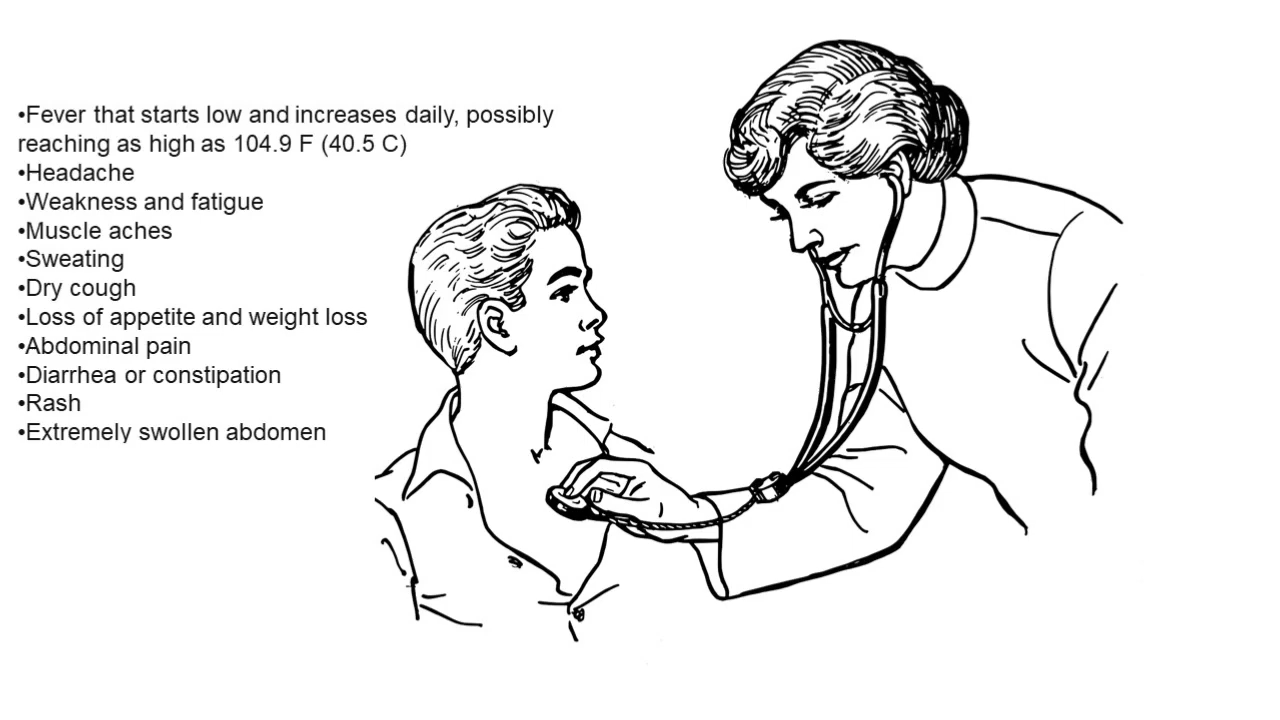 •Fever that starts low and increases daily, possibly
reaching as high as 104.9 F (40.5 C)
•Headache
•Weakness and fatigue
•Muscle aches
•Sweating
•Dry cough
•Loss of appetite and weight loss
•Abdominal pain
•Diarrhea or constipation
•Rash
•Extremely swollen abdomen